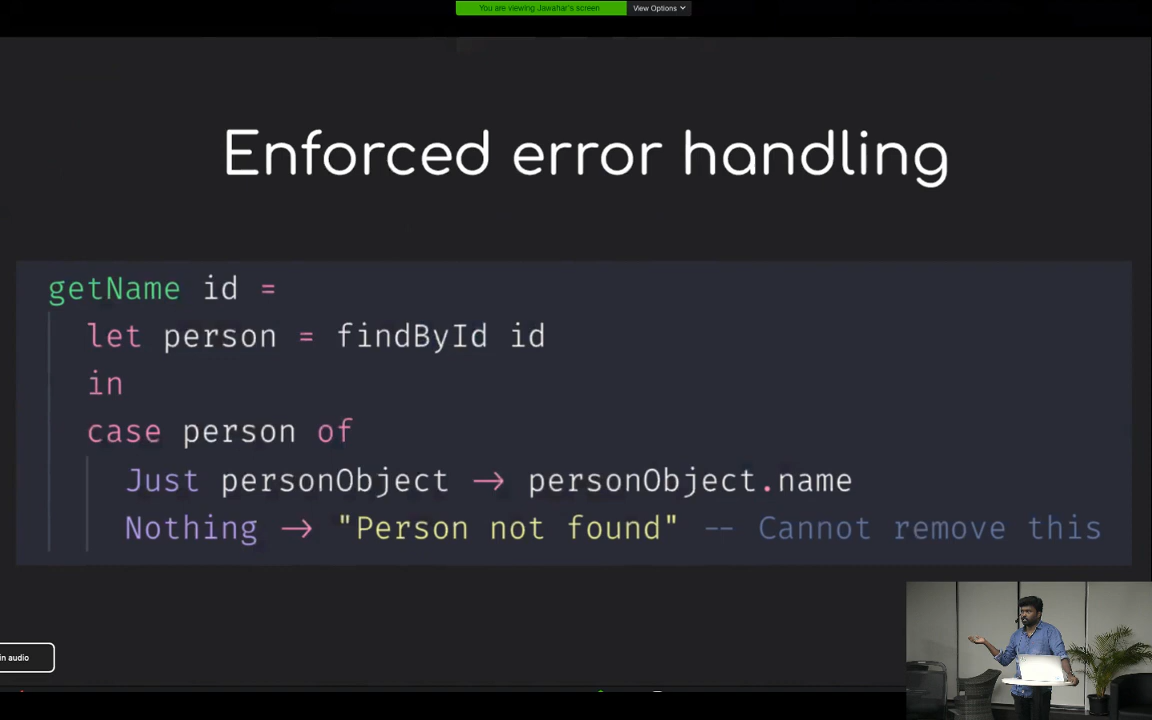 You are viewing Jawahar's screen View Options
Enforced error handling
getName id =
let person = findById id
in
case person of
Just personObject → personObject.name
Nothing → "Person not found" -- Cannot remove this
in audio